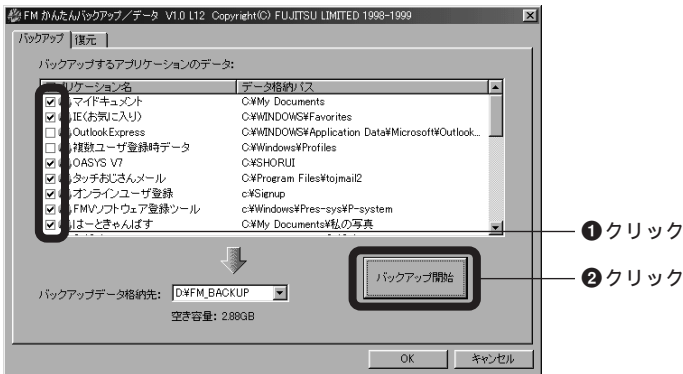 FM かんたんバックアップ/データ V1.0 L12 Copyright(C) FUJITSU LIMITED 1998-1999
バックアップ 復元
バックアップするアプリケーションのデータ:
プリケーション名 データ格納パス
マイドキュメント C:¥My Documents
IE(お気に入り) C:¥WINDOWS¥Favorites
OutlookExpress C:¥WINDOWS¥Application Data¥Microsoft¥Outlook...
複数ユーザ登録時データ C:¥Windows¥Profiles
OASYS V7 C:¥SHORUI
タッチおじさんメール C:¥Program Files¥tojmail2
オンラインユーザ登録 c:¥Signup
FMVソフトウェア登録ツール c:¥Windows¥Pres-sys¥P-system
はーときゃんばす C:¥My Documents¥私の写真
❶クリック
バックアップ開始
❷クリック
バックアップデータ格納先: D:¥FM_BACKUP
空き容量: 2.88GB
OK キャンセル